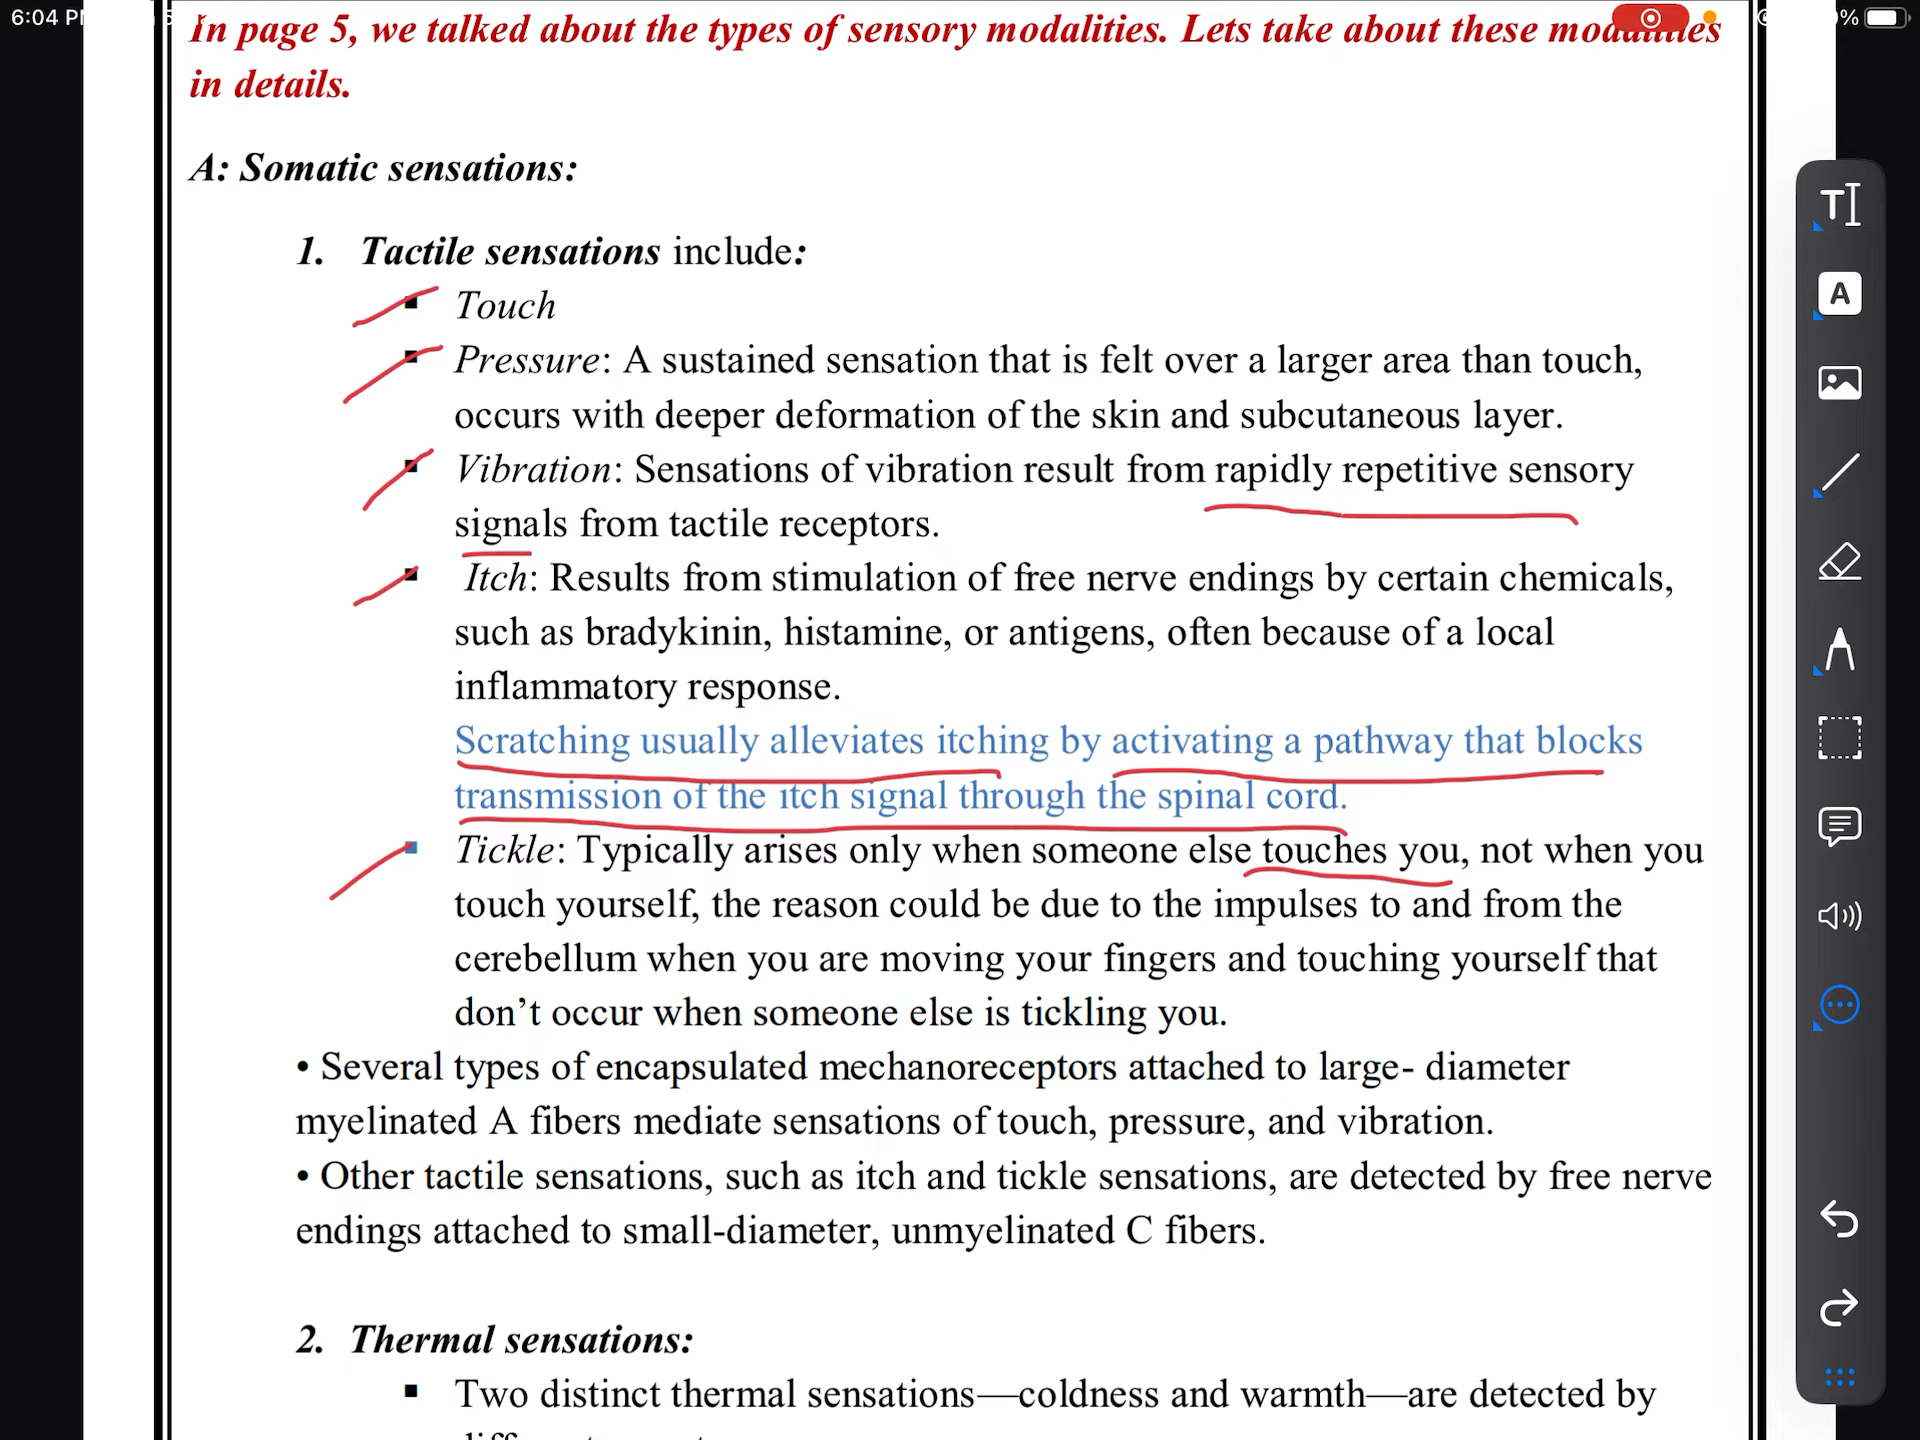 6:04 PM
%
In page 5, we talked about the types of sensory modalities. Lets take about these modalities
in details.
A: Somatic sensations:
1. Tactile sensations include:
▪ Touch
▪ Pressure: A sustained sensation that is felt over a larger area than touch,
occurs with deeper deformation of the skin and subcutaneous layer.
▪ Vibration: Sensations of vibration result from rapidly repetitive sensory
signals from tactile receptors.
▪ Itch: Results from stimulation of free nerve endings by certain chemicals,
such as bradykinin, histamine, or antigens, often because of a local
inflammatory response.
Scratching usually alleviates itching by activating a pathway that blocks
transmission of the itch signal through the spinal cord.
▪ Tickle: Typically arises only when someone else touches you, not when you
touch yourself, the reason could be due to the impulses to and from the
cerebellum when you are moving your fingers and touching yourself that
don’t occur when someone else is tickling you.
• Several types of encapsulated mechanoreceptors attached to large- diameter
myelinated A fibers mediate sensations of touch, pressure, and vibration.
• Other tactile sensations, such as itch and tickle sensations, are detected by free nerve
endings attached to small-diameter, unmyelinated C fibers.
2. Thermal sensations:
▪ Two distinct thermal sensations—coldness and warmth—are detected by